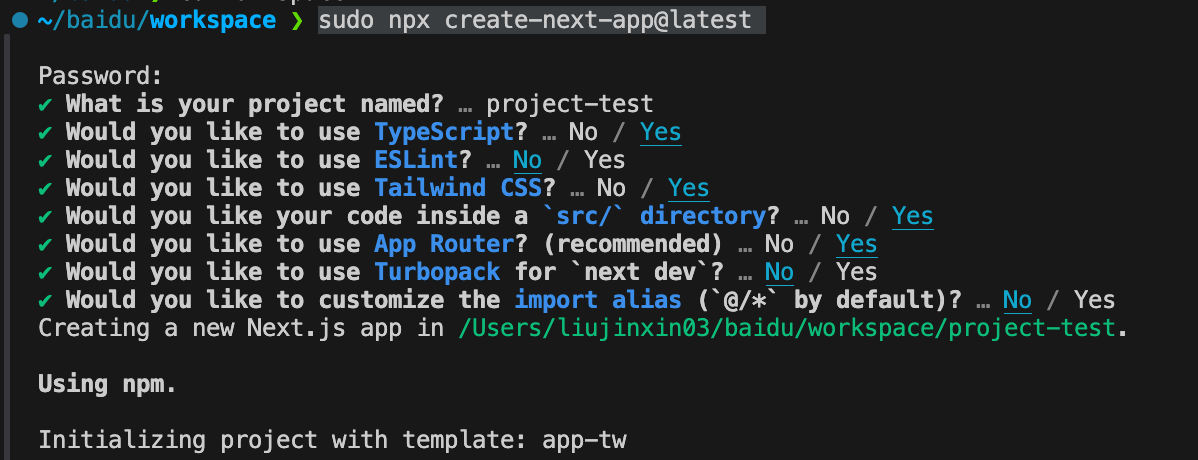 ~/baidu/workspace ❯ sudo npx create-next-app@latest
Password:
✔ What is your project named? … project-test
✔ Would you like to use TypeScript? … No / Yes
✔ Would you like to use ESLint? … No / Yes
✔ Would you like to use Tailwind CSS? … No / Yes
✔ Would you like your code inside a `src/` directory? … No / Yes
✔ Would you like to use App Router? (recommended) … No / Yes
✔ Would you like to use Turbopack for `next dev`? … No / Yes
✔ Would you like to customize the import alias (`@/*` by default)? … No / Yes
Creating a new Next.js app in /Users/liujinxin03/baidu/workspace/project-test.
Using npm.
Initializing project with template: app-tw